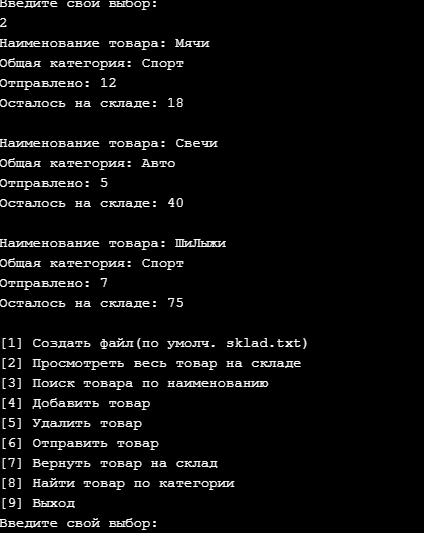 Введите свой выбор:
2
Наименование товара: Мячи
Общая категория: Спорт
Отправлено: 12
Осталось на складе: 18
Наименование товара: Свечи
Общая категория: Авто
Отправлено: 5
Осталось на складе: 40
Наименование товара: ШиЛыжи
Общая категория: Спорт
Отправлено: 7
Осталось на складе: 75
[1] Создать файл(по умолч. sklad.txt)
[2] Просмотреть весь товар на складе
[3] Поиск товара по наименованию
[4] Добавить товар
[5] Удалить товар
[6] Отправить товар
[7] Вернуть товар на склад
[8] Найти товар по категории
[9] Выход
Введите свой выбор: